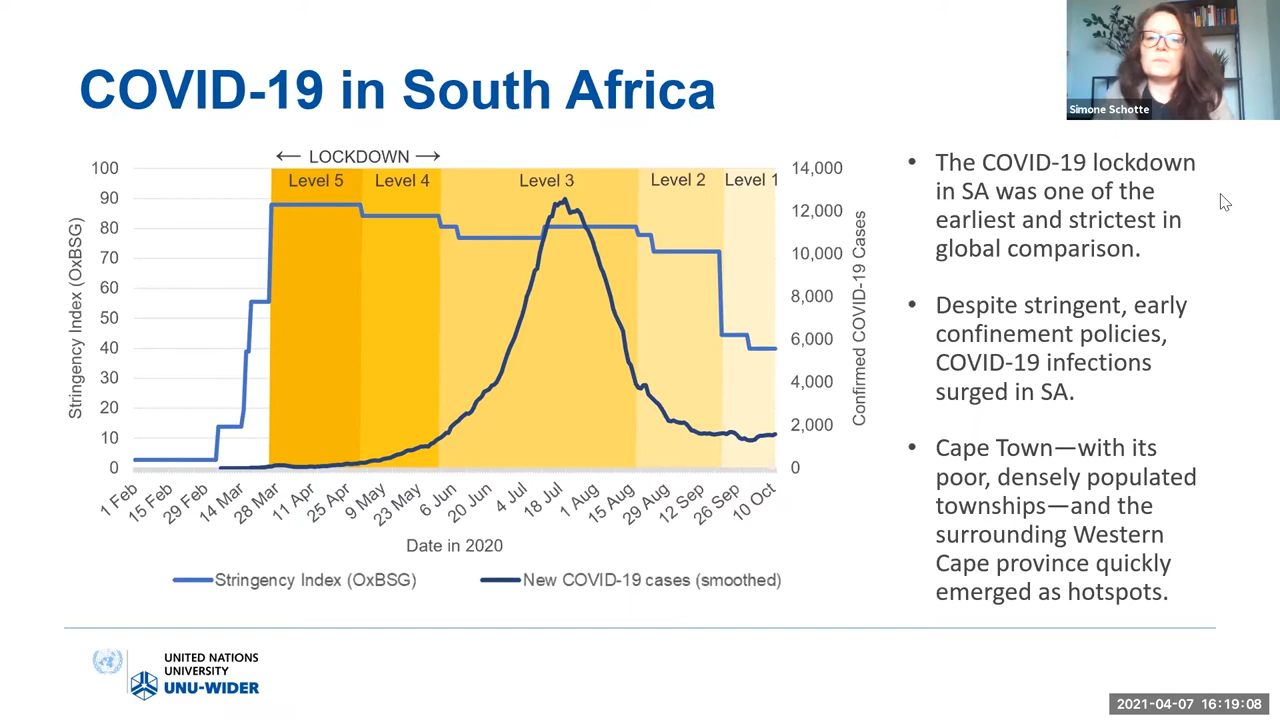 Simone Schotte
COVID-19 in South Africa
← LOCKDOWN →
Level 5
Level 4
Level 3
Level 2
Level 1
100
90
80
70
60
50
40
30
20
10
0
Stringency Index (OxBSG)
14,000
12,000
10,000
8,000
6,000
4,000
2,000
0
Confirmed COVID-19 Cases
1 Feb
15 Feb
29 Feb
14 Mar
28 Mar
11 Apr
25 Apr
9 May
23 May
6 Jun
20 Jun
4 Jul
18 Jul
1 Aug
15 Aug
29 Aug
12 Sep
26 Sep
10 Oct
Date in 2020
Stringency Index (OxBSG)
New COVID-19 cases (smoothed)
• The COVID-19 lockdown
in SA was one of the
earliest and strictest in
global comparison.
• Despite stringent, early
confinement policies,
COVID-19 infections
surged in SA.
• Cape Town—with its
poor, densely populated
townships—and the
surrounding Western
Cape province quickly
emerged as hotspots.
UNITED NATIONS
UNIVERSITY
UNU-WIDER
2021-04-07 16:19:08